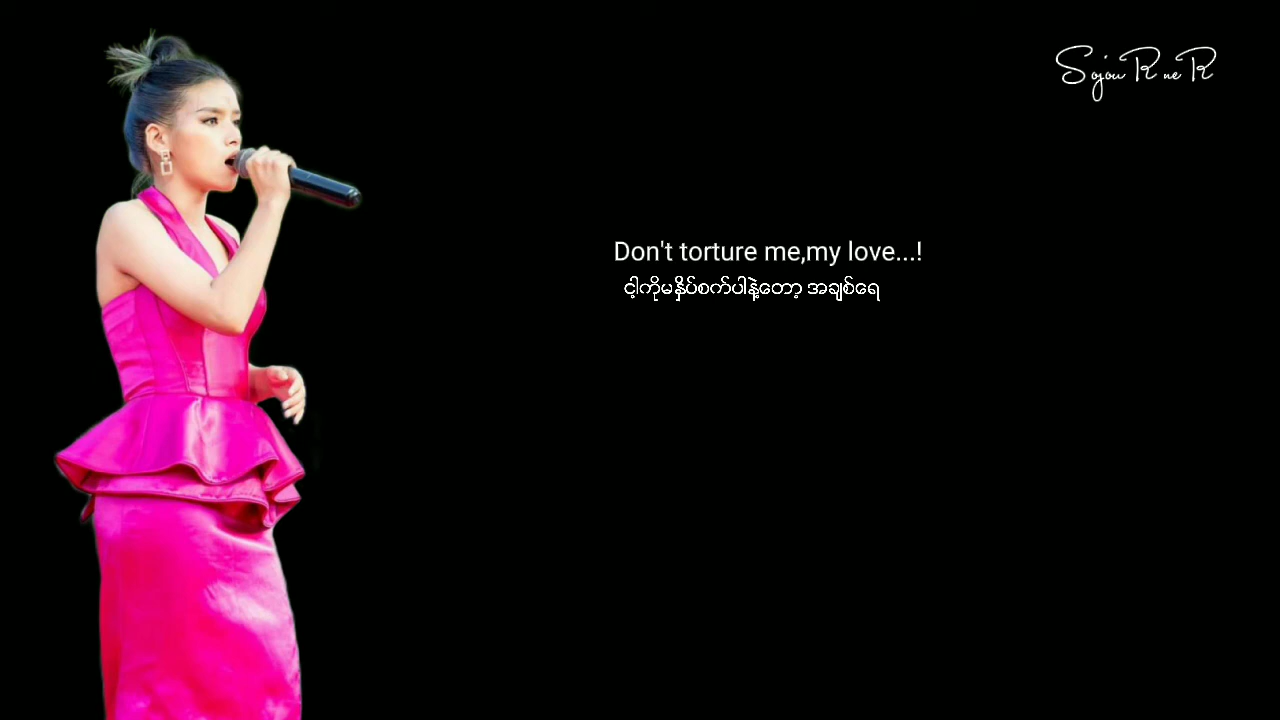 SojouRneR
Don't torture me,my love...!
ငါ့ကိုမနှိပ်စက်ပါနဲ့တော့ အချစ်ရေ